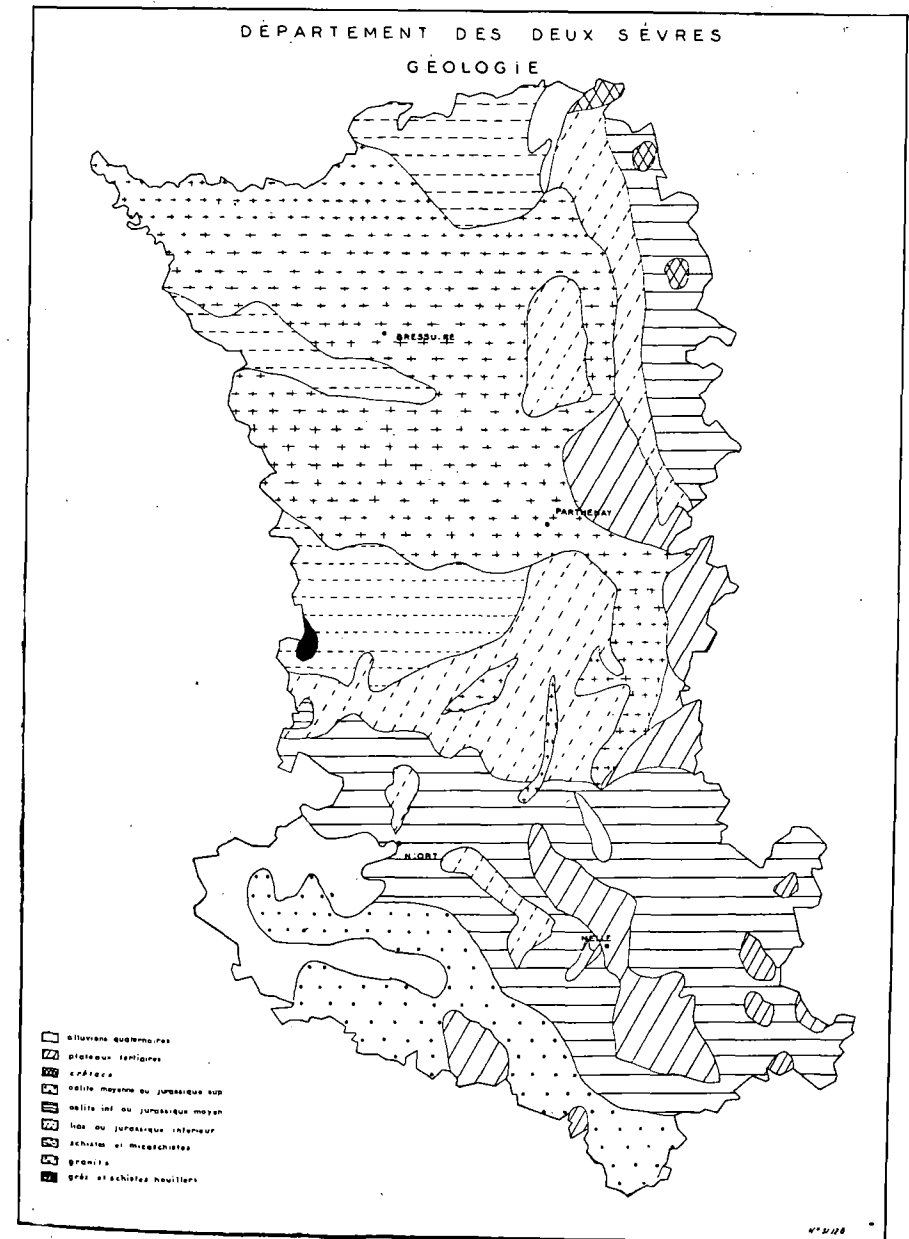 DÉPARTEMENT DES DEUX SÉVRES
GÉOLOGIE
BRESSUIRE
PARTHENAY
NIORT
MELLE
alluvions quaternaires
plateaux tertiaires
crétacé
oolite moyenne ou jurassique sup
oolite inf ou jurassique moyen
lias ou jurassique inférieur
schistes et micaschistes
granits
grès et schistes houillers